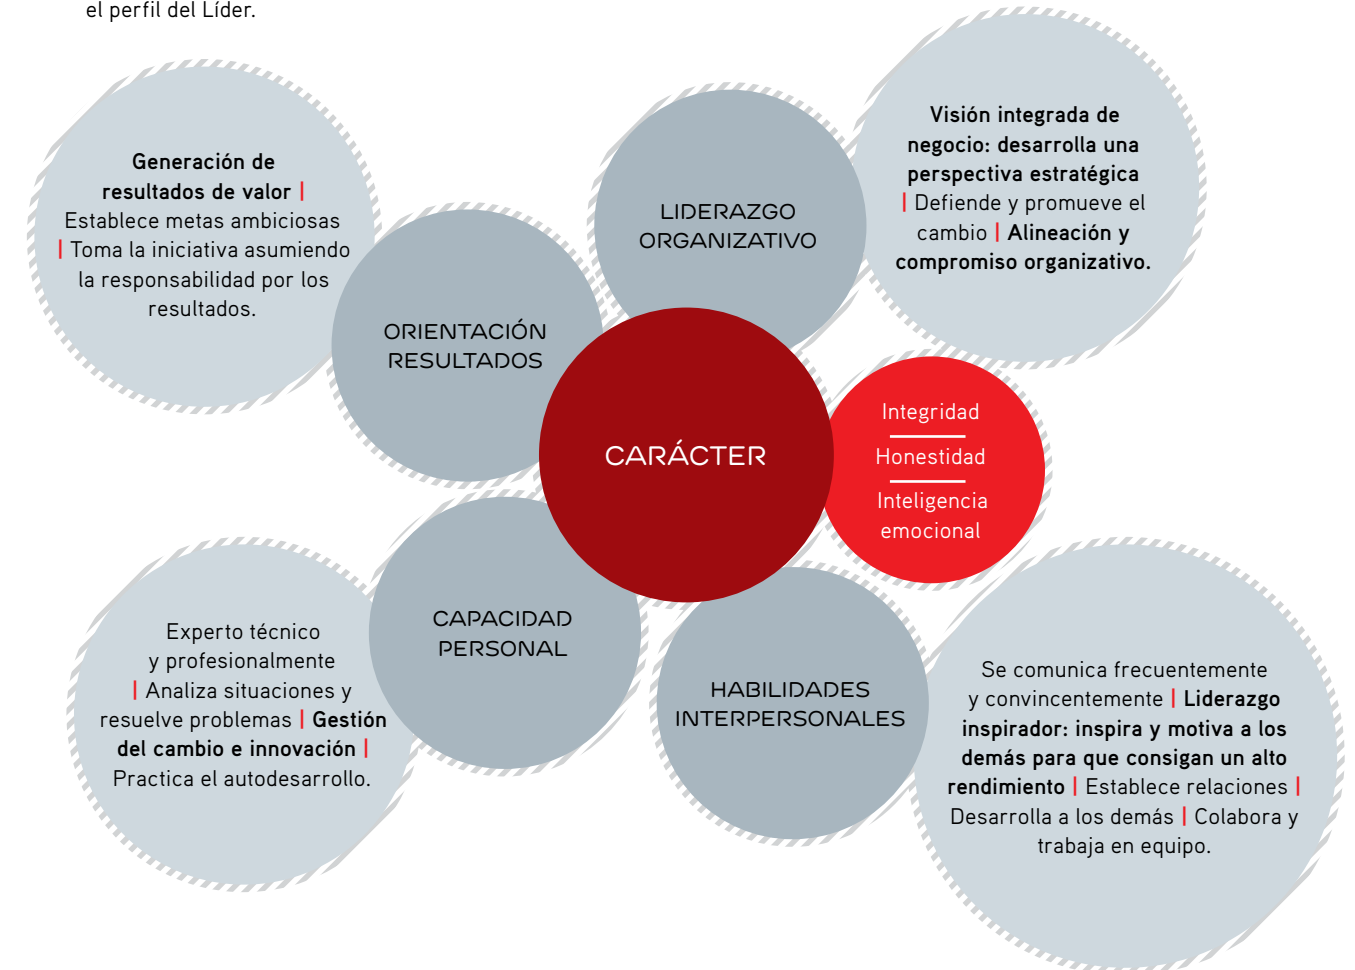 el perfil del Líder.
Generación de
resultados de valor |
Establece metas ambiciosas
| Toma la iniciativa asumiendo
la responsabilidad por los
resultados.
ORIENTACIÓN
RESULTADOS
LIDERAZGO
ORGANIZATIVO
Visión integrada de
negocio: desarrolla una
perspectiva estratégica
| Defiende y promueve el
cambio | Alineación y
compromiso organizativo.
CARÁCTER
Integridad
Honestidad
Inteligencia
emocional
Experto técnico
y profesionalmente
| Analiza situaciones y
resuelve problemas | Gestión
del cambio e innovación |
Practica el autodesarrollo.
CAPACIDAD
PERSONAL
HABILIDADES
INTERPERSONALES
Se comunica frecuentemente
y convincentemente | Liderazgo
inspirador: inspira y motiva a los
demás para que consigan un alto
rendimiento | Establece relaciones |
Desarrolla a los demás | Colabora y
trabaja en equipo.